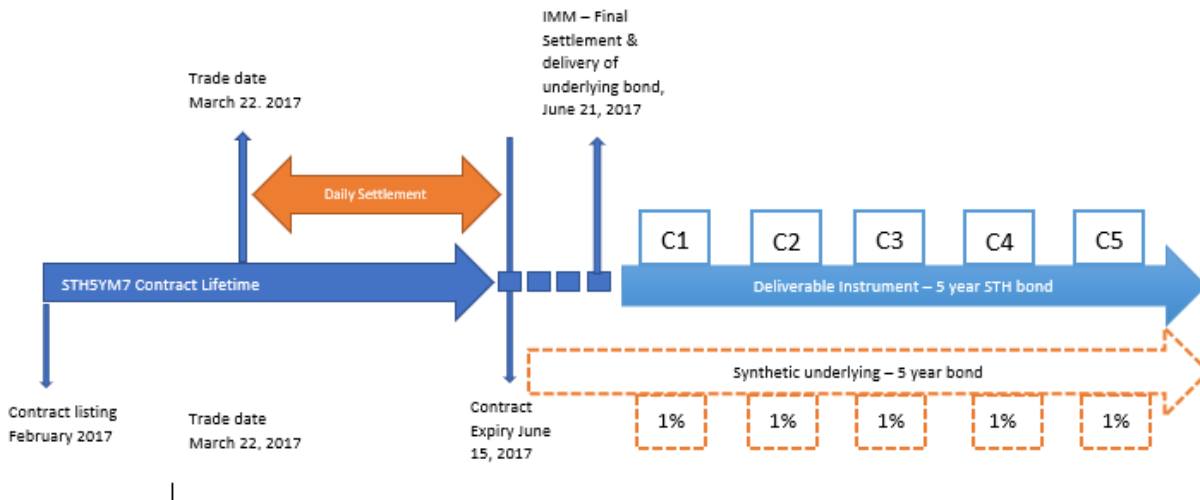 IMM – Final
Settlement &
delivery of
underlying bond,
June 21, 2017
Trade date
March 22. 2017
Daily Settlement
C1
C2
C3
C4
C5
STH5YM7 Contract Lifetime
Deliverable Instrument – 5 year STH bond
Synthetic underlying – 5 year bond
Contract listing
February 2017
Trade date
March 22, 2017
Contract
Expiry June
15, 2017
1%
1%
1%
1%
1%